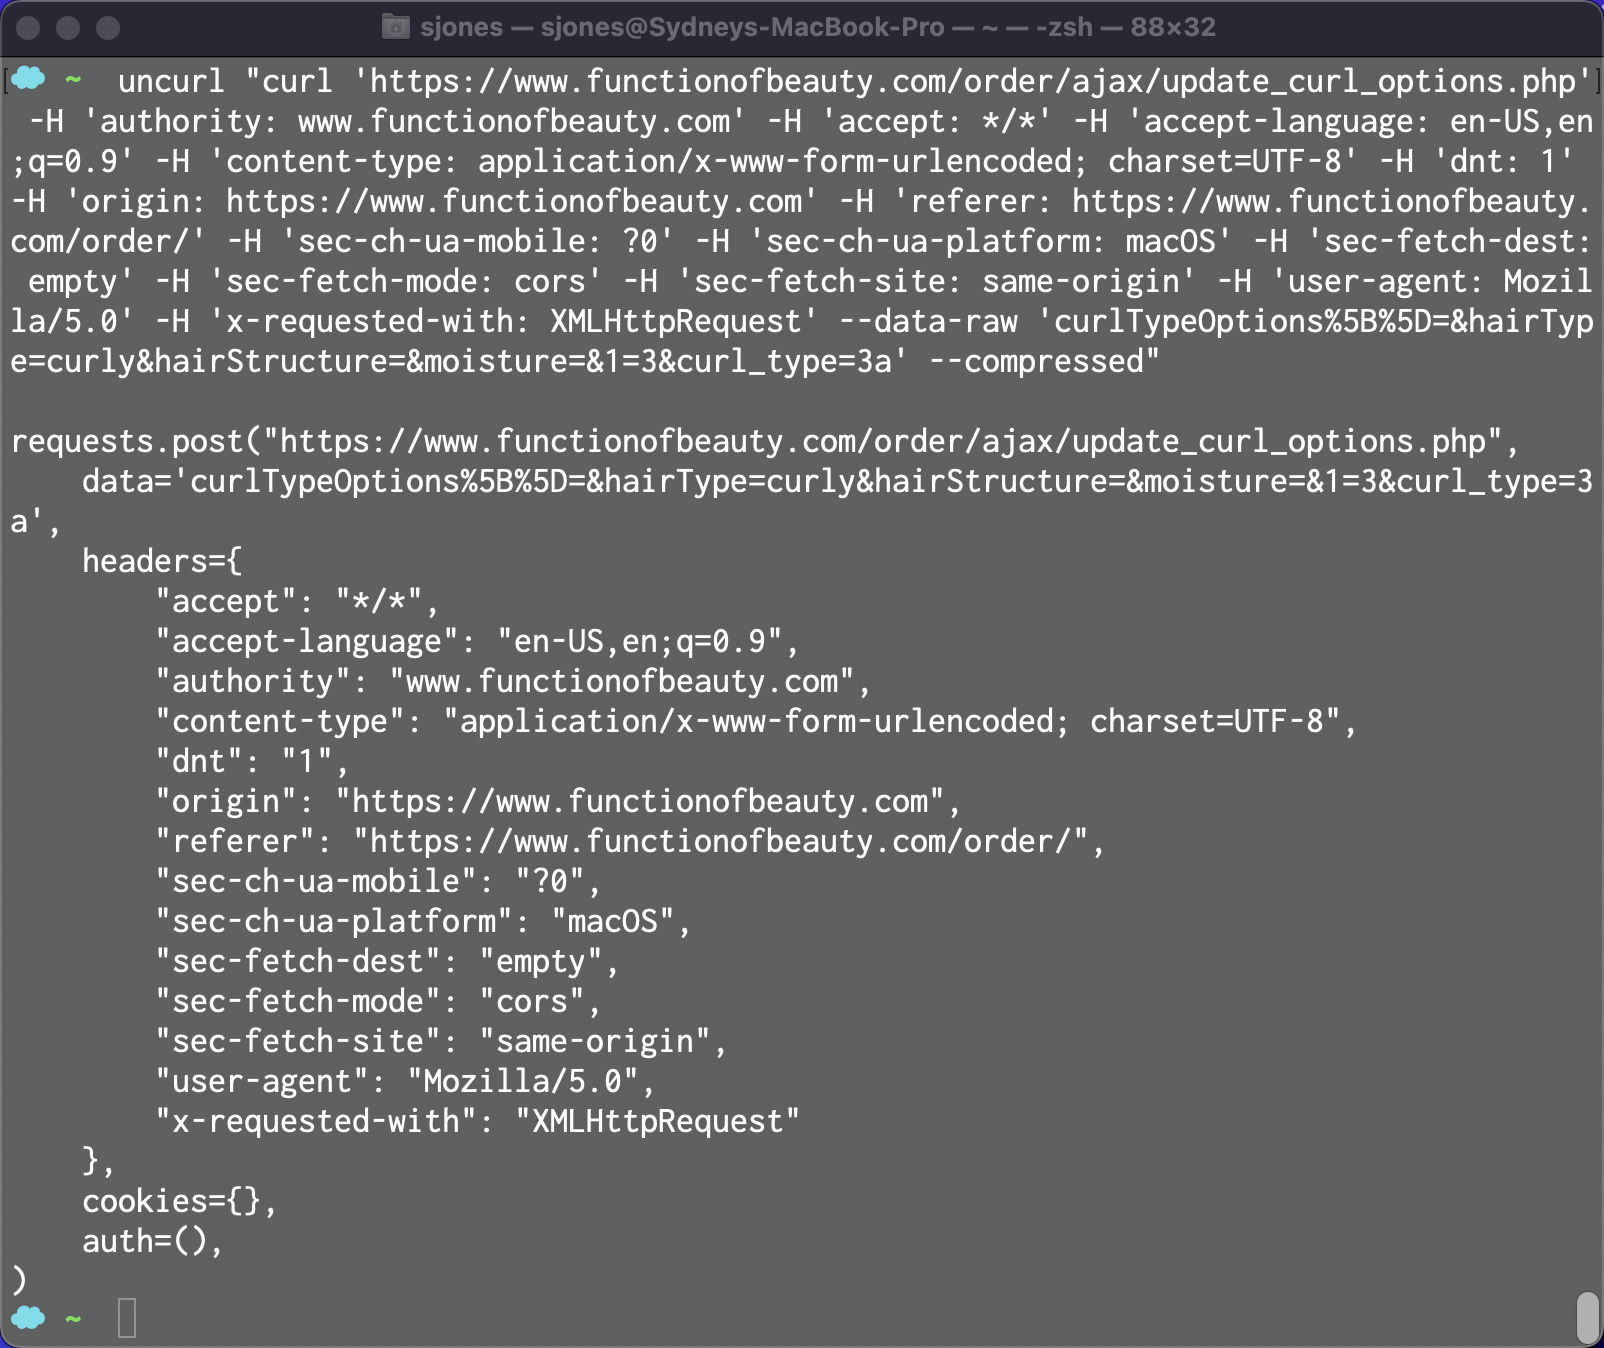 sjones — sjones@Sydneys-MacBook-Pro — ~ — -zsh — 88×32
~ uncurl "curl 'https://www.functionofbeauty.com/order/ajax/update_curl_options.php'
-H 'authority: www.functionofbeauty.com' -H 'accept: */*' -H 'accept-language: en-US,en
;q=0.9' -H 'content-type: application/x-www-form-urlencoded; charset=UTF-8' -H 'dnt: 1'
-H 'origin: https://www.functionofbeauty.com' -H 'referer: https://www.functionofbeauty.
com/order/' -H 'sec-ch-ua-mobile: ?0' -H 'sec-ch-ua-platform: macOS' -H 'sec-fetch-dest:
empty' -H 'sec-fetch-mode: cors' -H 'sec-fetch-site: same-origin' -H 'user-agent: Mozil
la/5.0' -H 'x-requested-with: XMLHttpRequest' --data-raw 'curlTypeOptions%5B%5D=&hairTyp
e=curly&hairStructure=&moisture=&1=3&curl_type=3a' --compressed"

requests.post("https://www.functionofbeauty.com/order/ajax/update_curl_options.php",
    data='curlTypeOptions%5B%5D=&hairType=curly&hairStructure=&moisture=&1=3&curl_type=3
a',
    headers={
        "accept": "*/*",
        "accept-language": "en-US,en;q=0.9",
        "authority": "www.functionofbeauty.com",
        "content-type": "application/x-www-form-urlencoded; charset=UTF-8",
        "dnt": "1",
        "origin": "https://www.functionofbeauty.com",
        "referer": "https://www.functionofbeauty.com/order/",
        "sec-ch-ua-mobile": "?0",
        "sec-ch-ua-platform": "macOS",
        "sec-fetch-dest": "empty",
        "sec-fetch-mode": "cors",
        "sec-fetch-site": "same-origin",
        "user-agent": "Mozilla/5.0",
        "x-requested-with": "XMLHttpRequest"
    },
    cookies={},
    auth=(),
)
~